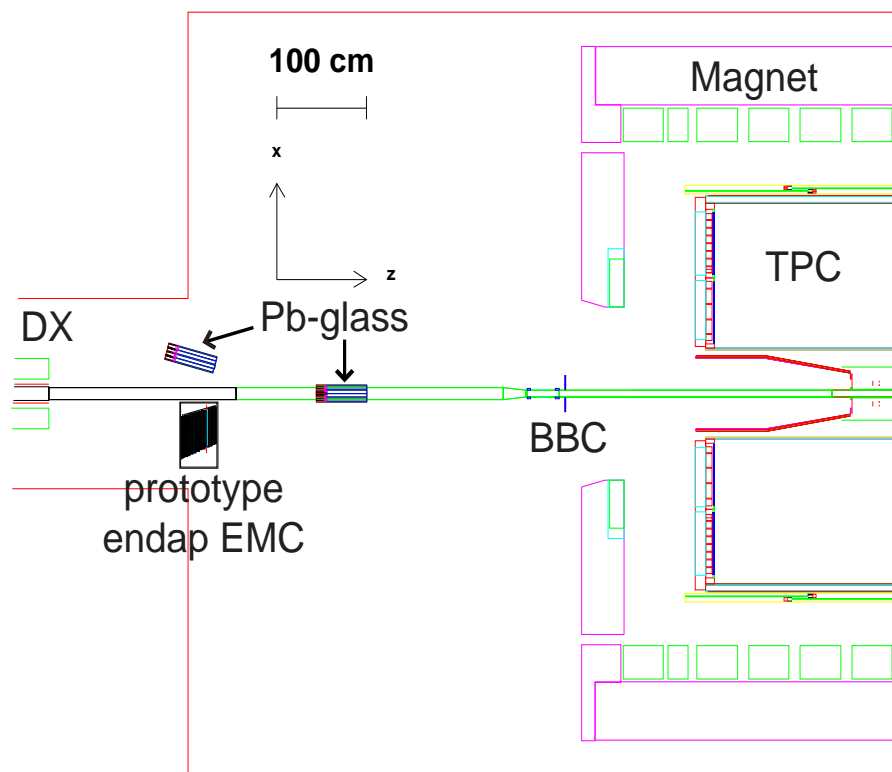 100 cm
Magnet
x
z
TPC
DX
Pb-glass
BBC
prototype
endap EMC